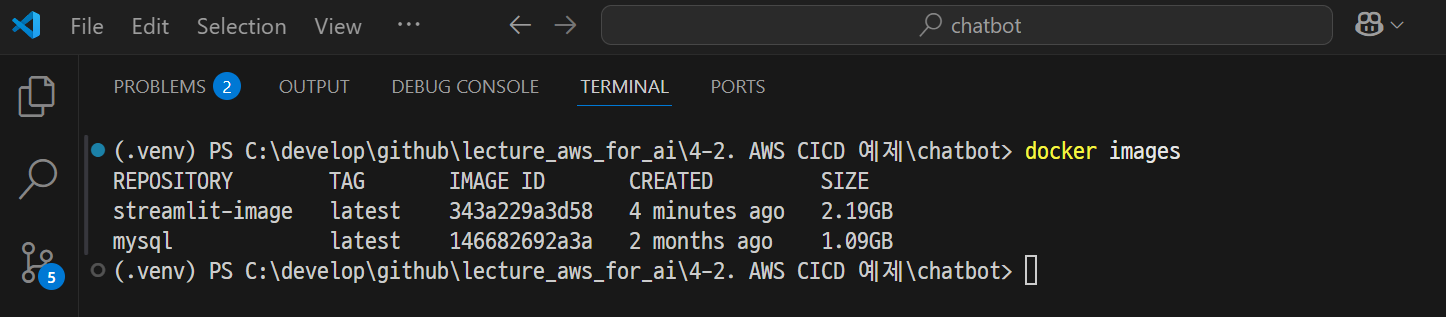 File Edit Selection View ··· chatbot
PROBLEMS 2 OUTPUT DEBUG CONSOLE TERMINAL PORTS
(.venv) PS C:\develop\github\lecture_aws_for_ai\4-2. AWS CICD 예제\chatbot> docker images
REPOSITORY TAG IMAGE ID CREATED SIZE
streamlit-image latest 343a229a3d58 4 minutes ago 2.19GB
mysql latest 146682692a3a 2 months ago 1.09GB
(.venv) PS C:\develop\github\lecture_aws_for_ai\4-2. AWS CICD 예제\chatbot>
5